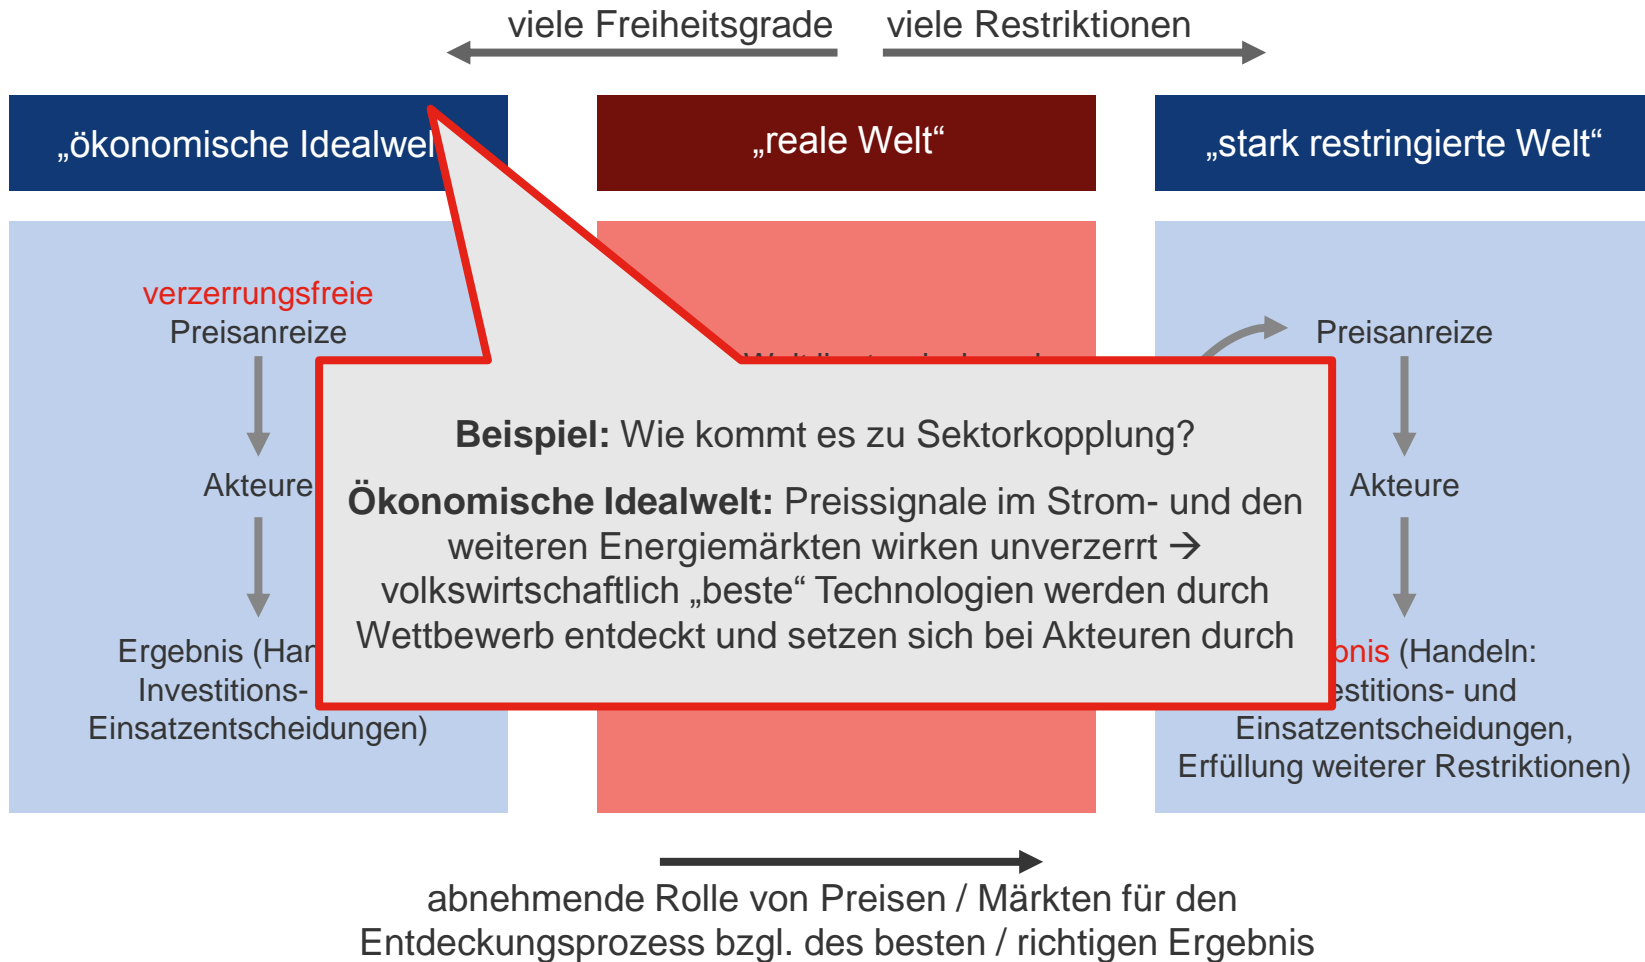 viele Freiheitsgrade
viele Restriktionen
„ökonomische Idealwel
„reale Welt“
„stark restringierte Welt“
verzerrungsfreie
Preisanreize
Akteure
Ergebnis (Han
Investitions-
Einsatzentscheidungen)
Beispiel: Wie kommt es zu Sektorkopplung?
Ökonomische Idealwelt: Preissignale im Strom- und den
weiteren Energiemärkten wirken unverzerrt →
volkswirtschaftlich „beste“ Technologien werden durch
Wettbewerb entdeckt und setzen sich bei Akteuren durch
Preisanreize
Akteure
bnis (Handeln:
estitions- und
Einsatzentscheidungen,
Erfüllung weiterer Restriktionen)
abnehmende Rolle von Preisen / Märkten für den
Entdeckungsprozess bzgl. des besten / richtigen Ergebnis